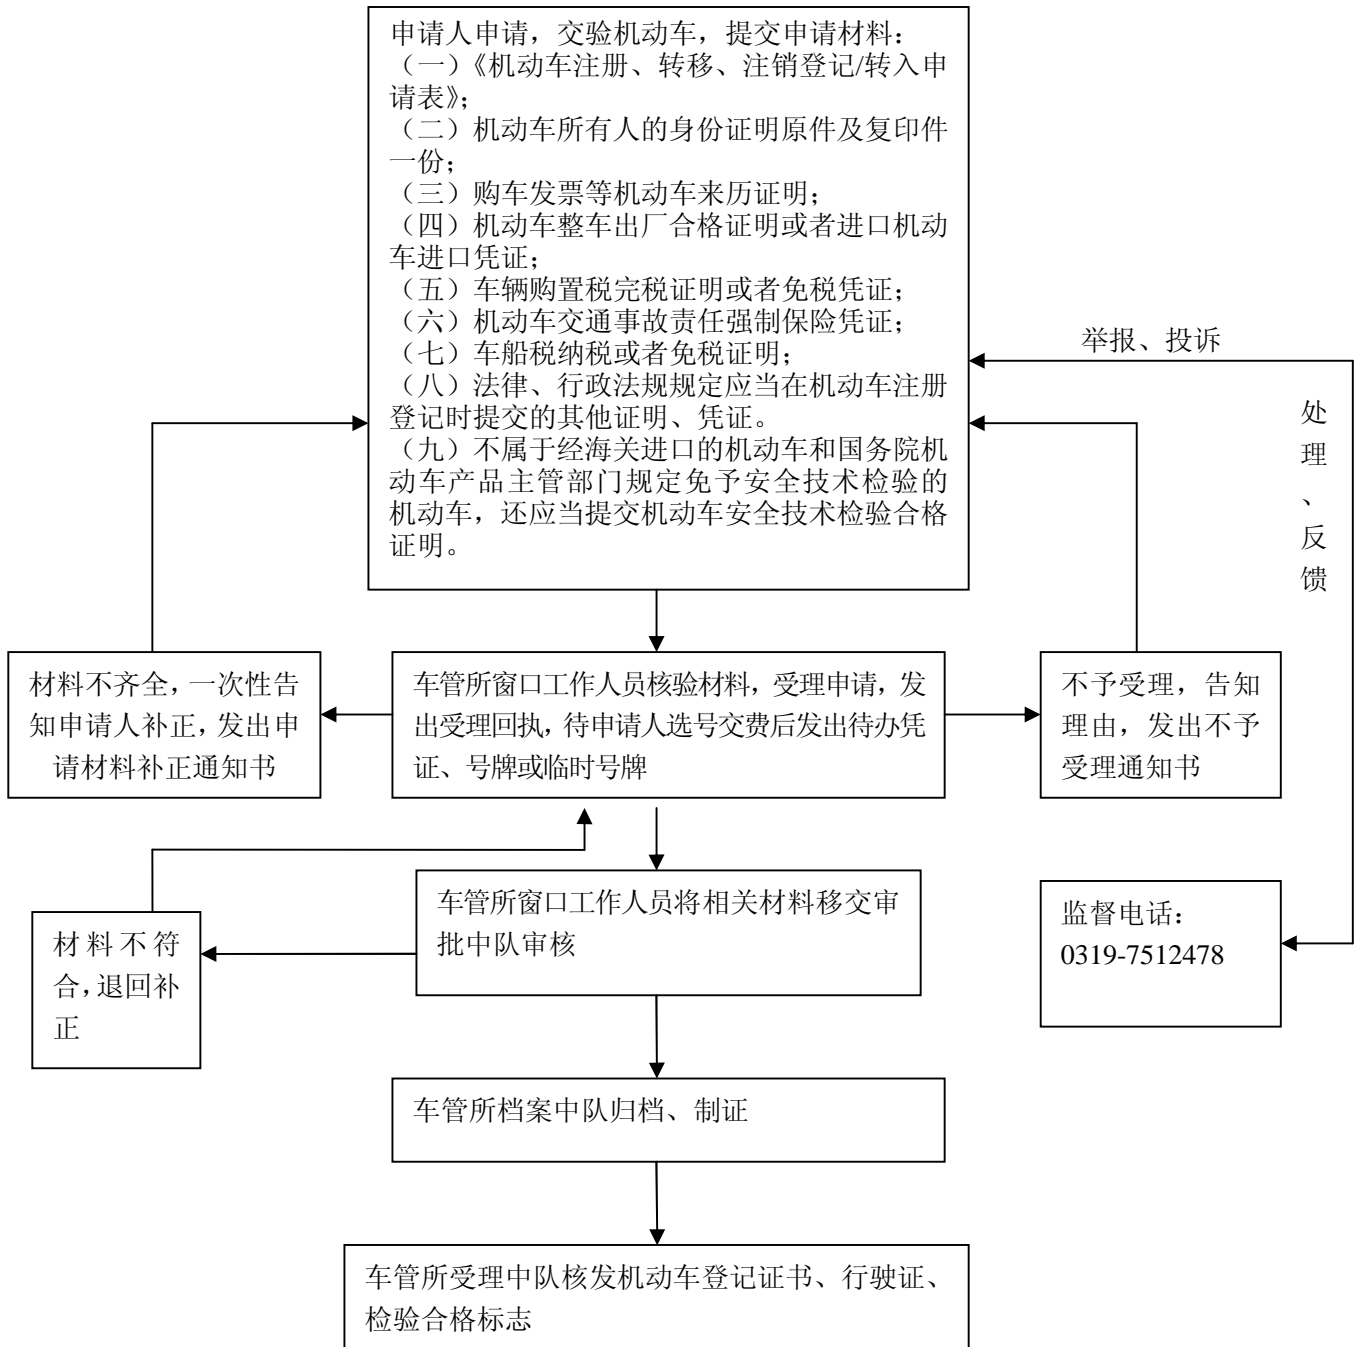 申请人申请，交验机动车，提交申请材料：
（一）《机动车注册、转移、注销登记/转入申
请表》；
（二）机动车所有人的身份证明原件及复印件
一份；
（三）购车发票等机动车来历证明；
（四）机动车整车出厂合格证明或者进口机动
车进口凭证；
（五）车辆购置税完税证明或者免税凭证；
（六）机动车交通事故责任强制保险凭证；
（七）车船税纳税或者免税证明；
（八）法律、行政法规规定应当在机动车注册
登记时提交的其他证明、凭证。
（九）不属于经海关进口的机动车和国务院机
动车产品主管部门规定免予安全技术检验的
机动车，还应当提交机动车安全技术检验合格
证明。
举报、投诉
处
理
、
反
馈
材料不齐全，一次性告
知申请人补正，发出申
请材料补正通知书
车管所窗口工作人员核验材料，受理申请，发
出受理回执，待申请人选号交费后发出待办凭
证、号牌或临时号牌
不予受理，告知
理由，发出不予
受理通知书
材料不符
合，退回补
正
车管所窗口工作人员将相关材料移交审
批中队审核
监督电话：
0319-7512478
车管所档案中队归档、制证
车管所受理中队核发机动车登记证书、行驶证、
检验合格标志